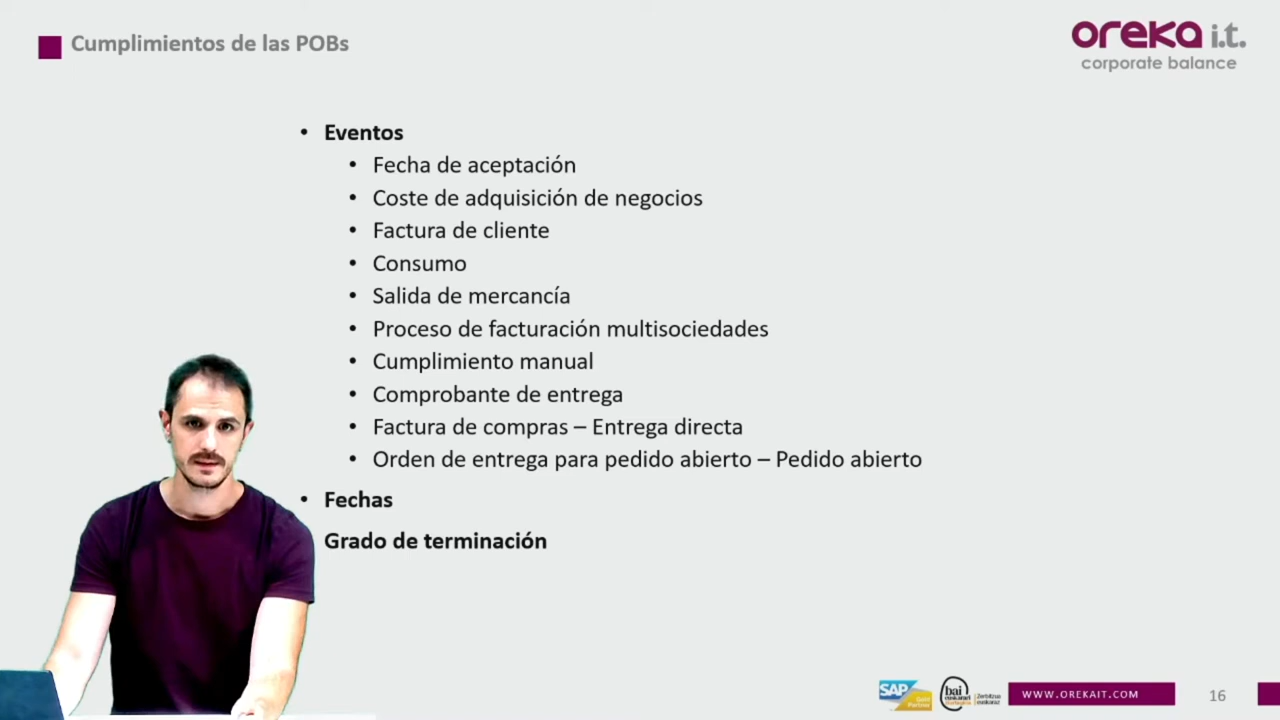 Cumplimientos de las POBs
oreka i.t.
corporate balance
• Eventos
• Fecha de aceptación
• Coste de adquisición de negocios
• Factura de cliente
• Consumo
• Salida de mercancía
• Proceso de facturación multisociedades
• Cumplimiento manual
• Comprobante de entrega
• Factura de compras – Entrega directa
• Orden de entrega para pedido abierto – Pedido abierto
• Fechas
Grado de terminación
SAP
bai
euskarari
WWW.OREKAIT.COM
16